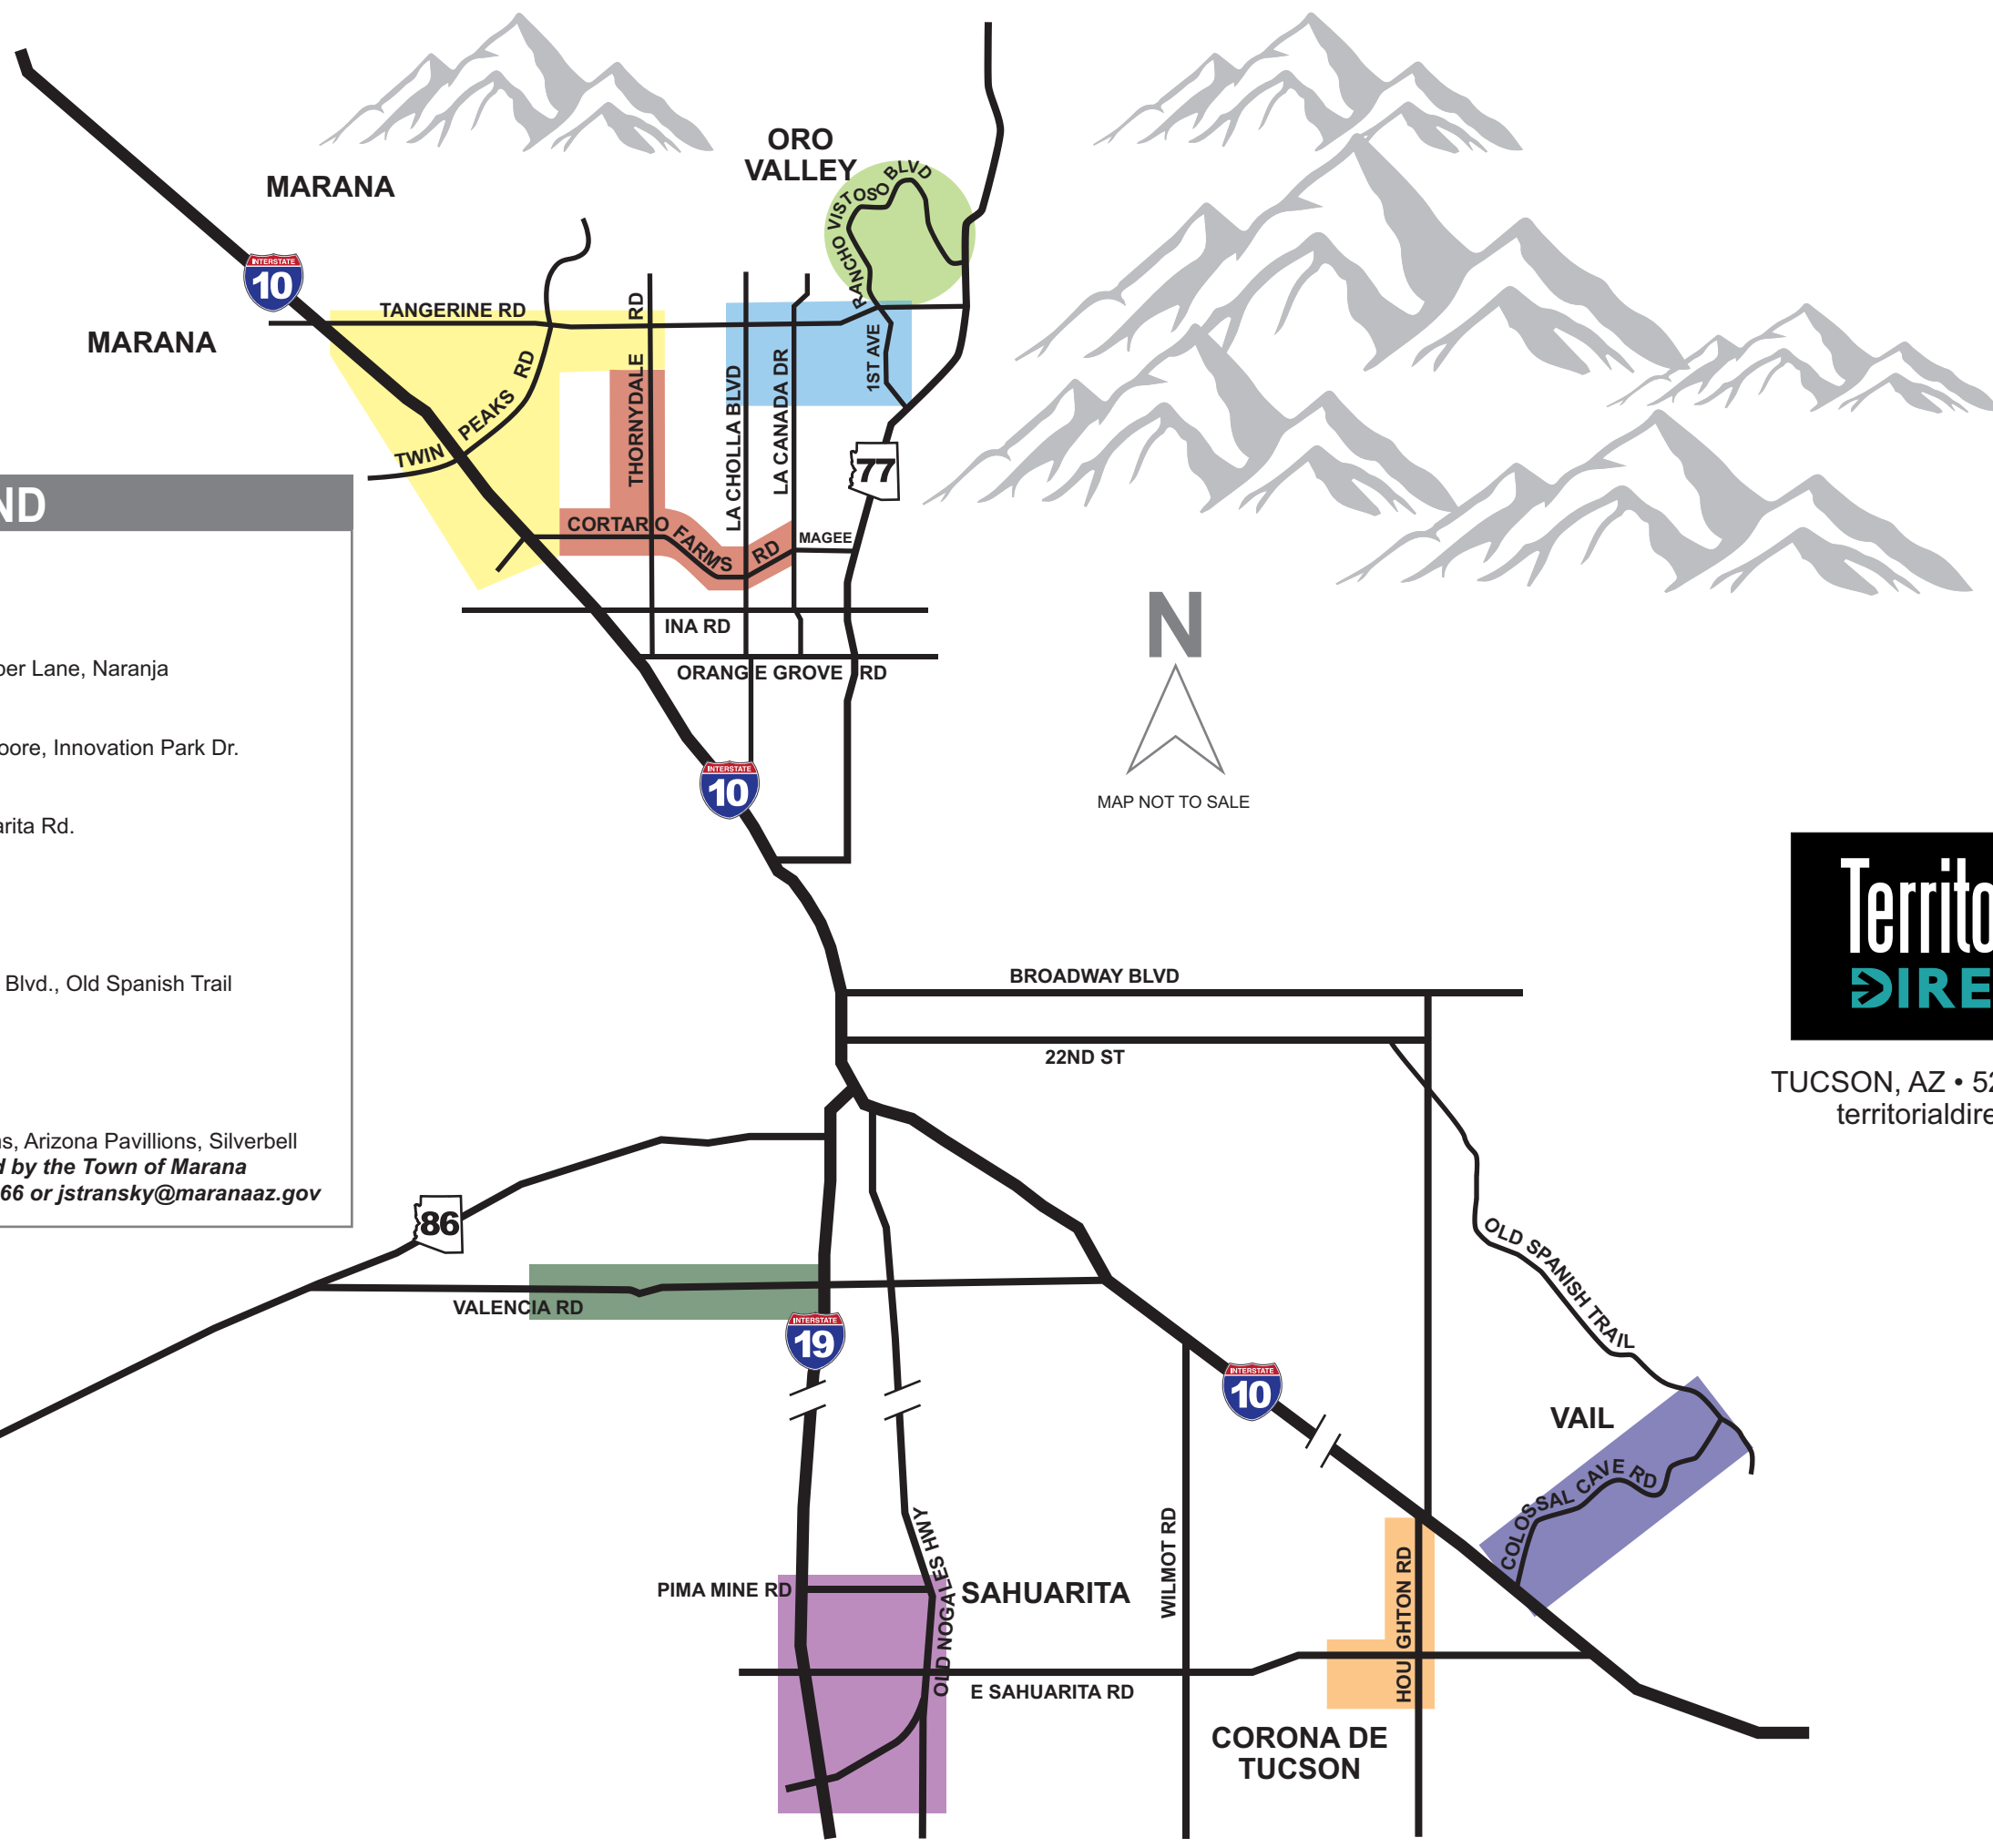 MARANA
ORO
VALLEY
RANCHO VISTOSO BLVD
INTERSTATE
10
TANGERINE RD
MARANA
TWIN PEAKS RD
THORNYDALE RD
LA CHOLLA BLVD
LA CANADA DR
1ST AVE
77
CORTARIO FARMS RD
MAGEE
INA RD
ORANGE GROVE RD
INTERSTATE
10
N
MAP NOT TO SALE
ND
per Lane, Naranja
oore, Innovation Park Dr.
arita Rd.
Blvd., Old Spanish Trail
ns, Arizona Pavillions, Silverbell
d by the Town of Marana
66 or jstransky@maranaaz.gov
Territo
DIRE
TUCSON, AZ • 52
territorialdire
BROADWAY BLVD
22ND ST
OLD SPANISH TRAIL
86
VALENCIA RD
INTERSTATE
19
INTERSTATE
10
VAIL
COLOSSAL CAVE RD
PIMA MINE RD
OLD NOGALES HWY
SAHUARITA
WILMOT RD
HOUGHTON RD
E SAHUARITA RD
CORONA DE
TUCSON